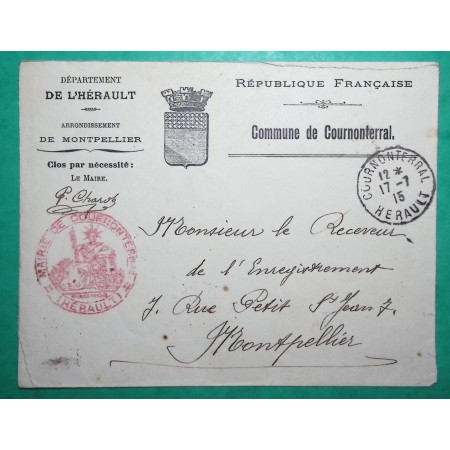 DÉPARTEMENT
DE L'HÉRAULT
ARRONDISSEMENT
DE MONTPELLIER
Clos par nécessité :
LE MAIRE,
RÉPUBLIQUE FRANÇAISE
Commune de Cournonterral.
COURNONTERRAL
12 *
17 - 7
15
HERAULT
MAIRIE DE COURNONTERRAL
(HÉRAULT)
Monsieur le Receveur
de l'Enregistrement
7. Rue Petit St Jean 7.
Montpellier